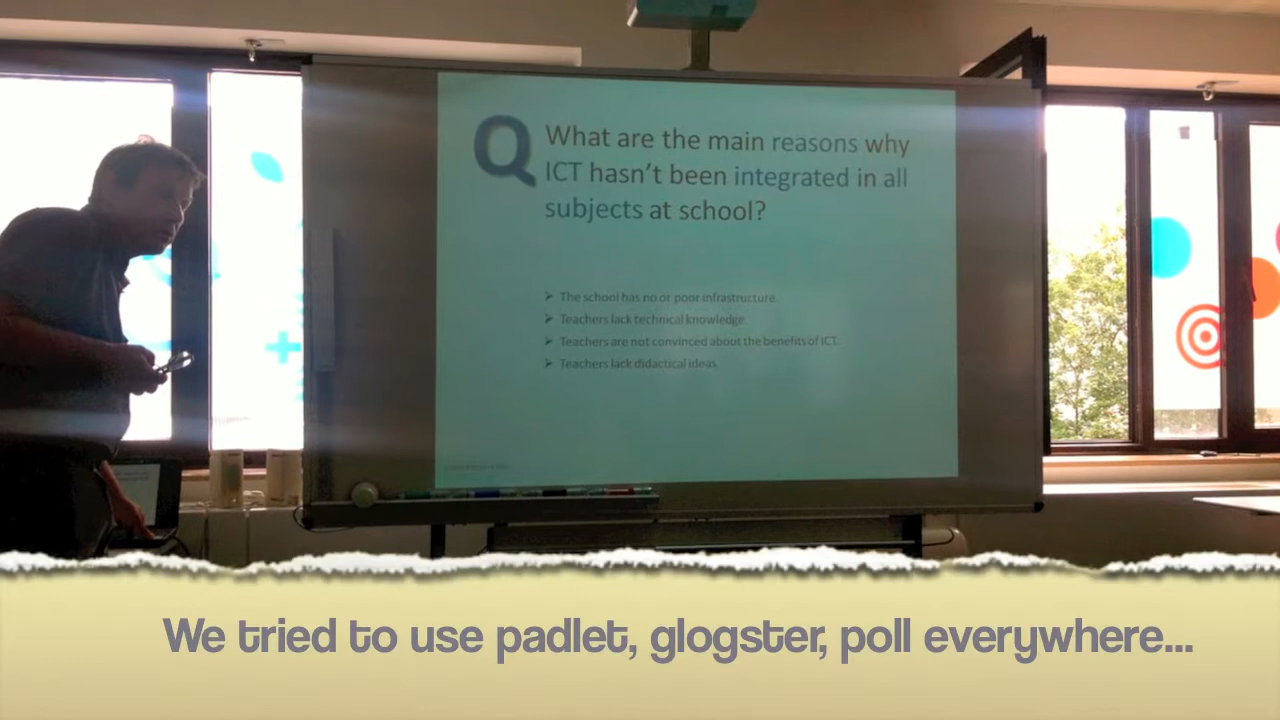 Q What are the main reasons why
ICT hasn't been integrated in all
subjects at school?
➢ The school has no or poor infrastructure.
➢ Teachers lack technical knowledge.
➢ Teachers are not convinced about the benefits of ICT.
➢ Teachers lack didactical ideas.
We tried to use padlet, glogster, poll everywhere...